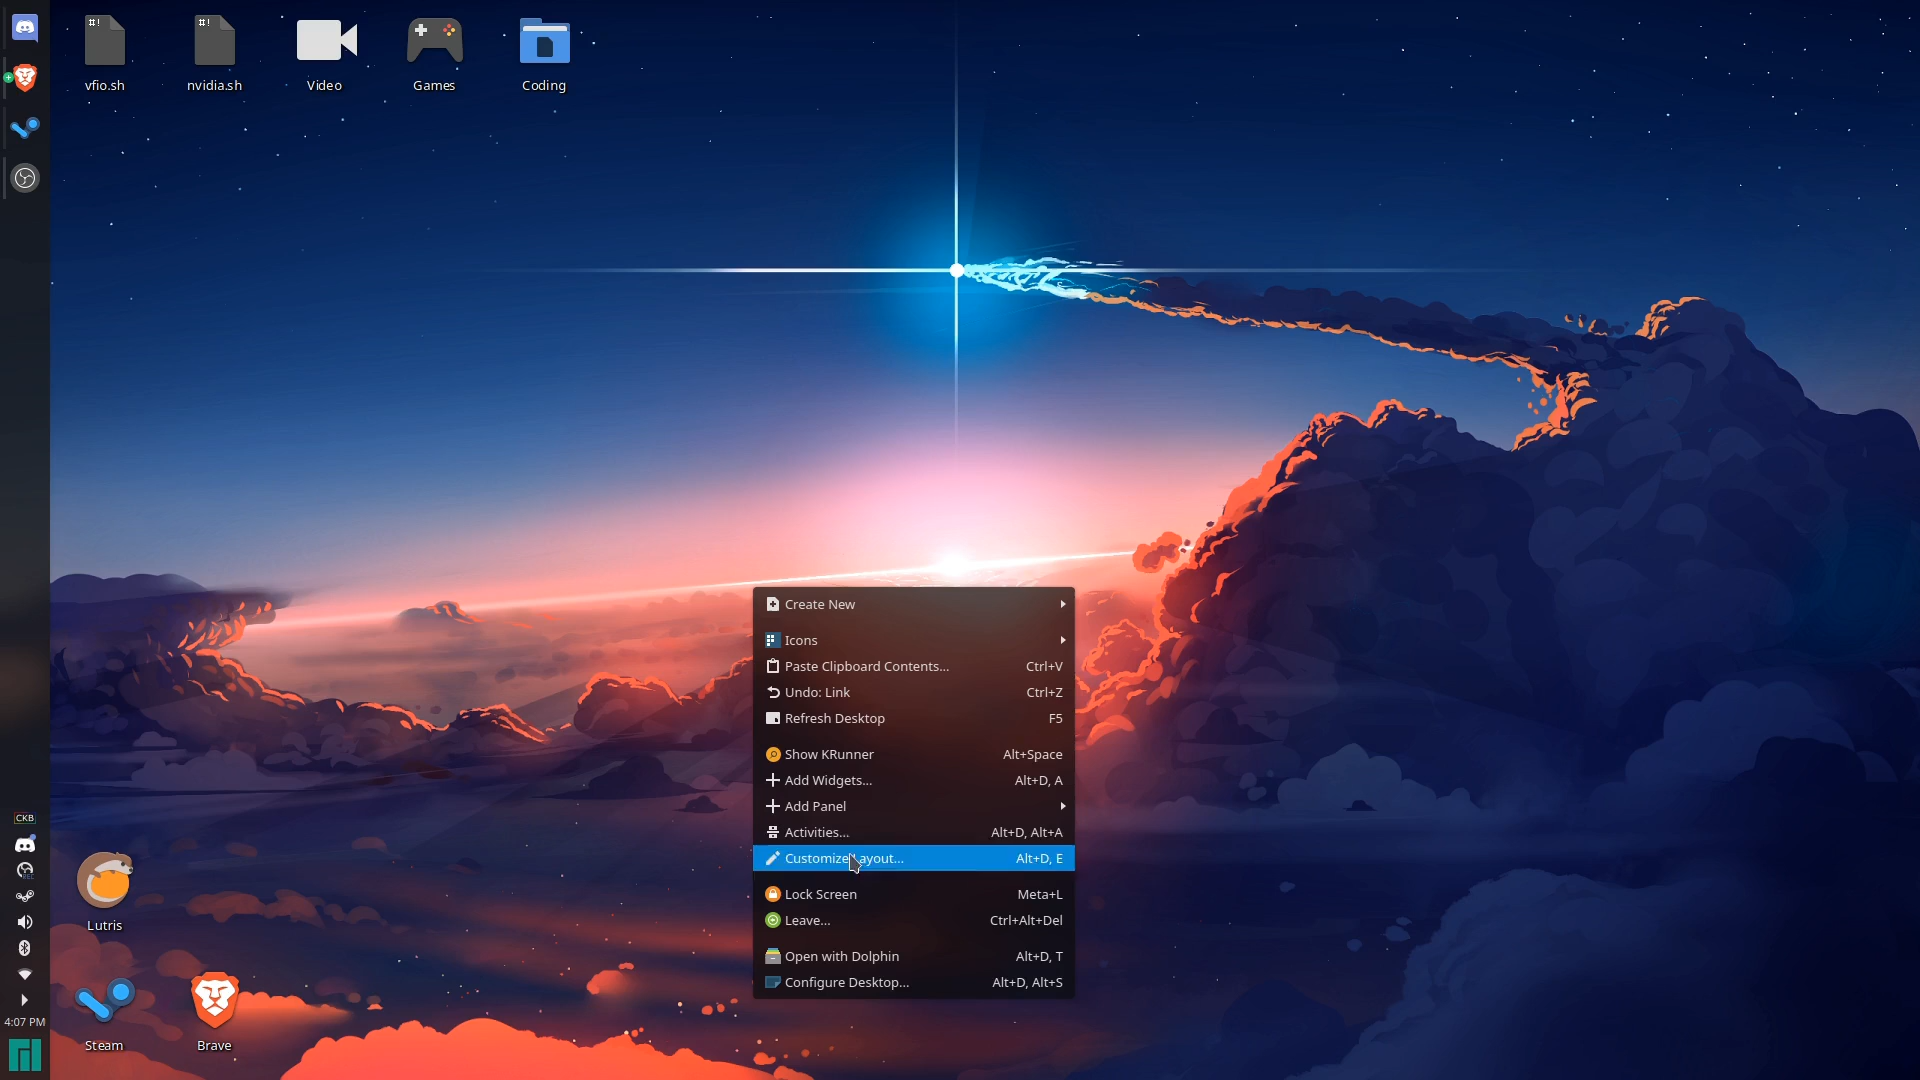 #!
#!
vfio.sh
nvidia.sh
Video
Games
Coding
Create New
Icons
Paste Clipboard Contents... Ctrl+V
Undo: Link Ctrl+Z
Refresh Desktop F5
Show KRunner Alt+Space
Add Widgets... Alt+D, A
Add Panel
Activities... Alt+D, Alt+A
Customize Layout... Alt+D, E
Lock Screen Meta+L
Leave... Ctrl+Alt+Del
Open with Dolphin Alt+D, T
Configure Desktop... Alt+D, Alt+S
CKB
REC
4:07 PM
Lutris
Steam
Brave